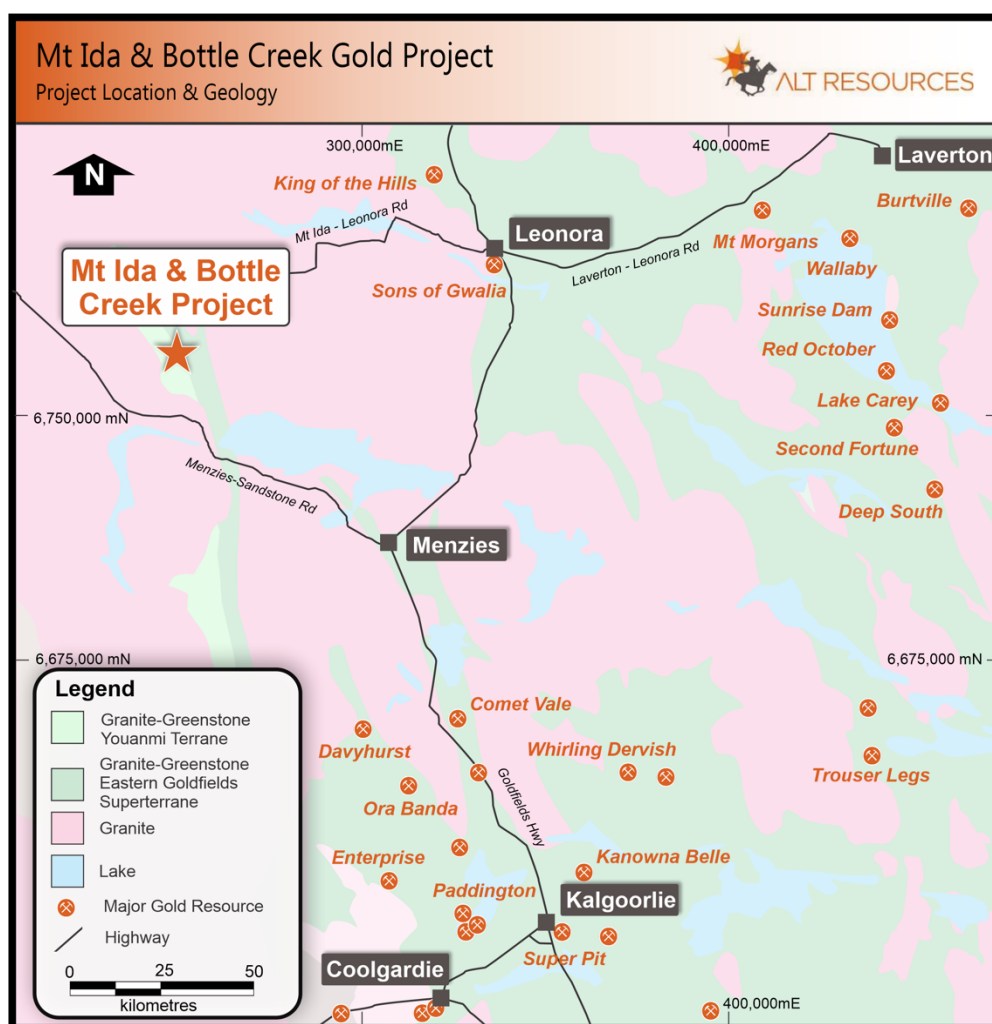 Mt Ida & Bottle Creek Gold Project
Project Location & Geology
ALT RESOURCES
300,000mE
400,000mE
N
Laverton
King of the Hills
Burtville
Mt Ida - Leonora Rd
Leonora
Mt Morgans
Laverton - Leonora Rd
Wallaby
Mt Ida & Bottle
Creek Project
Sons of Gwalia
Sunrise Dam
Red October
Lake Carey
6,750,000 mN
Second Fortune
Menzies-Sandstone Rd
Deep South
Menzies
6,675,000 mN
6,675,000 mN
Legend
Granite-Greenstone
Youanmi Terrane
Granite-Greenstone
Eastern Goldfields
Superterrane
Granite
Lake
Major Gold Resource
Highway
0 25 50
kilometres
Comet Vale
Davyhurst
Whirling Dervish
Trouser Legs
Ora Banda
Goldfields Hwy
Enterprise
Kanowna Belle
Paddington
Kalgoorlie
Super Pit
Coolgardie
400,000mE